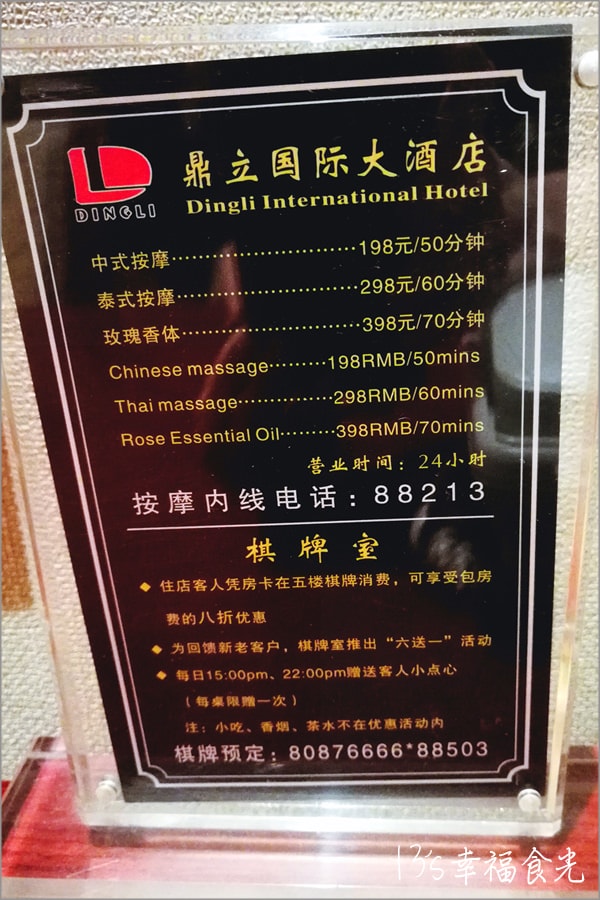 鼎立国际大酒店
DINGLI
Dingli International Hotel
中式按摩…………………………198元/50分钟
泰式按摩…………………………298元/60分钟
玫瑰香体…………………………398元/70分钟
Chinese massage………198RMB/50mins
Thai massage……………298RMB/60mins
Rose Essential Oil………398RMB/70mins
营业时间：24小时
按摩内线电话：88213
棋牌室
◆ 住店客人凭房卡在五楼棋牌消费，可享受包房
费的八折优惠
◆ 为回馈新老客户，棋牌室推出“六送一”活动
◆ 每日15:00pm、22:00pm赠送客人小点心
（每桌限赠一次）
注：小吃、香烟、茶水不在优惠活动内
棋牌预定：80876666*88503
13's幸福食光